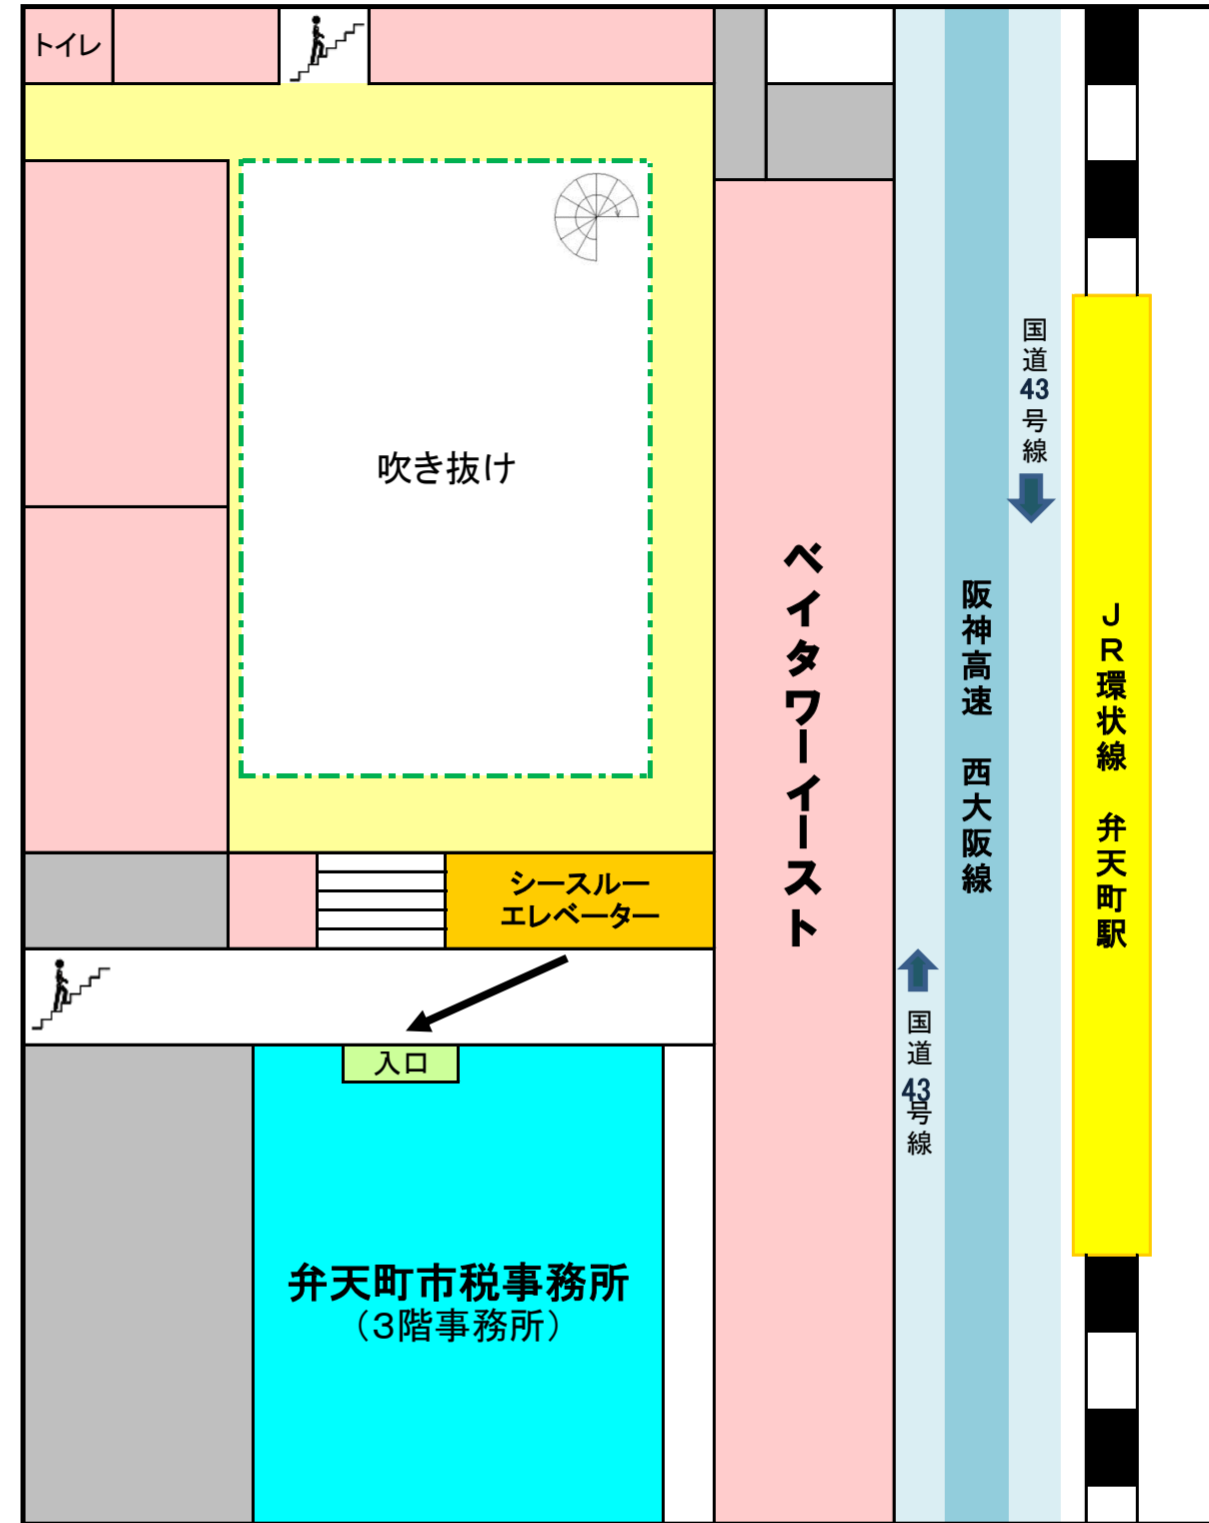 トイレ
吹き抜け
シースルー
エレベーター
入口
弁天町市税事務所
（3階事務所）
ベイタワーイースト
国道43号線
阪神高速　西大阪線
国道43号線
ＪＲ環状線　弁天町駅